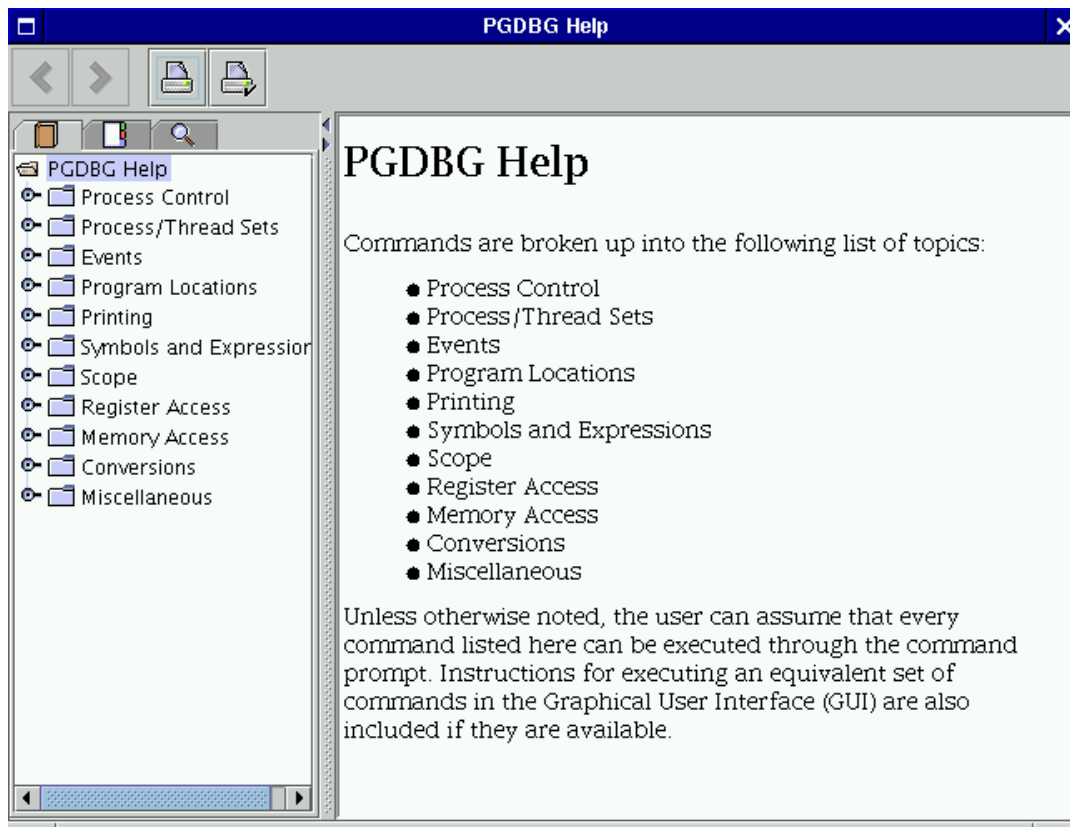 PGDBG Help
PGDBG Help
Process Control
Process/Thread Sets
Events
Program Locations
Printing
Symbols and Expression
Scope
Register Access
Memory Access
Conversions
Miscellaneous
PGDBG Help
Commands are broken up into the following list of topics:
Process Control
Process/Thread Sets
Events
Program Locations
Printing
Symbols and Expressions
Scope
Register Access
Memory Access
Conversions
Miscellaneous
Unless otherwise noted, the user can assume that every
command listed here can be executed through the command
prompt. Instructions for executing an equivalent set of
commands in the Graphical User Interface (GUI) are also
included if they are available.